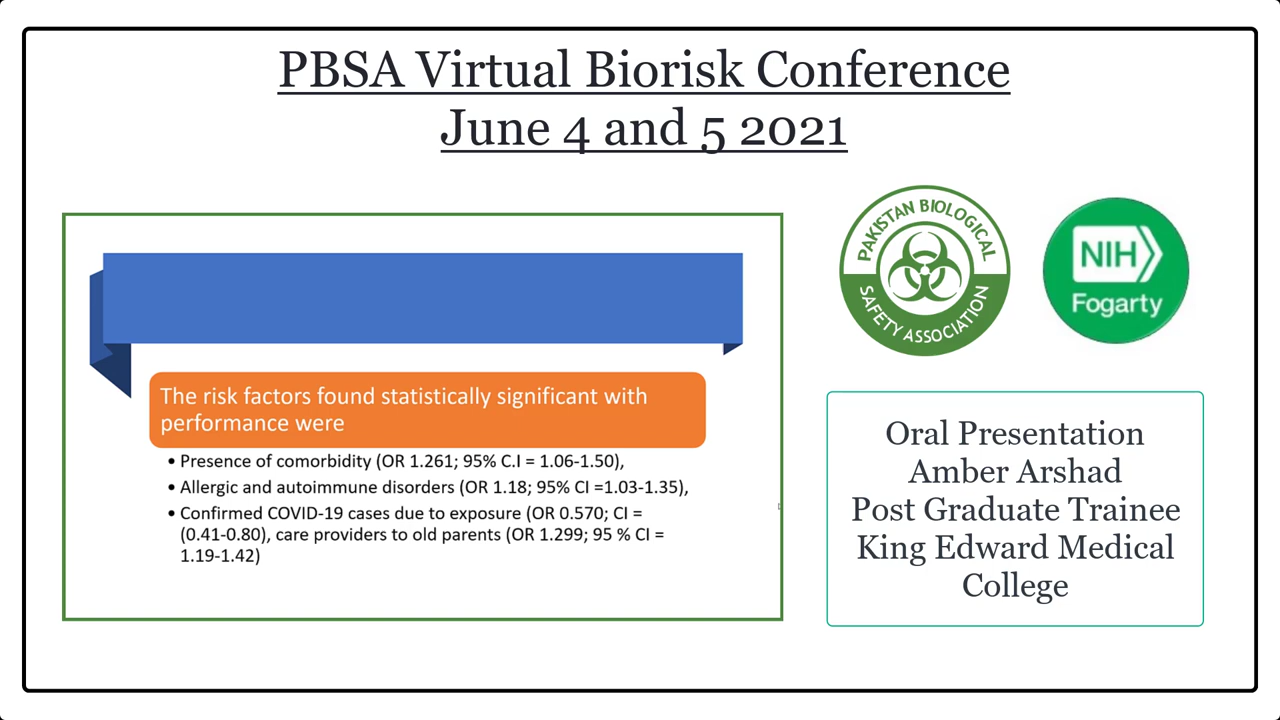 PBSA Virtual Biorisk Conference
June 4 and 5 2021
The risk factors found statistically significant with
performance were
• Presence of comorbidity (OR 1.261; 95% C.I = 1.06-1.50),
• Allergic and autoimmune disorders (OR 1.18; 95% CI =1.03-1.35),
• Confirmed COVID-19 cases due to exposure (OR 0.570; CI =
(0.41-0.80), care providers to old parents (OR 1.299; 95 % CI =
1.19-1.42)
PAKISTAN BIOLOGICAL
SAFETY ASSOCIATION
NIH
Fogarty
Oral Presentation
Amber Arshad
Post Graduate Trainee
King Edward Medical
College